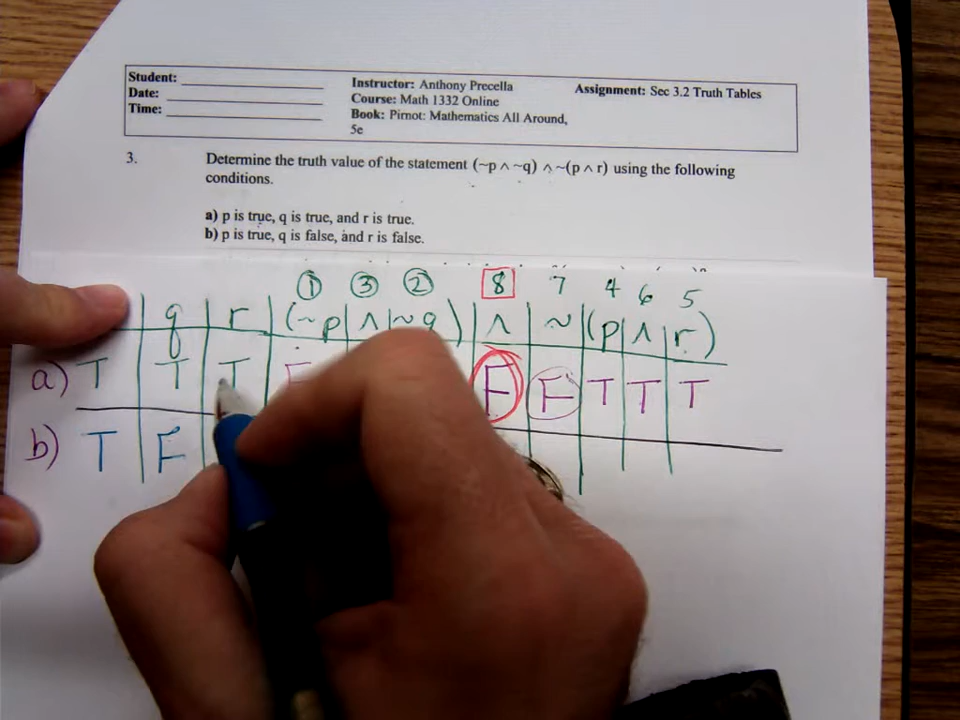 Student:
Date:
Time:
Instructor: Anthony Precella
Course: Math 1332 Online
Book: Pirnot: Mathematics All Around,
5e
Assignment: Sec 3.2 Truth Tables
3. Determine the truth value of the statement (~p ∧ ~q) ∧ ~(p ∧ r) using the following
conditions.
a) p is true, q is true, and r is true.
b) p is true, q is false, and r is false.
① ③ ② 8 7 4 6 5
q r (~p ∧ ~q) ∧ ~ (p ∧ r)
a) T T T F F F T T T
b) T F